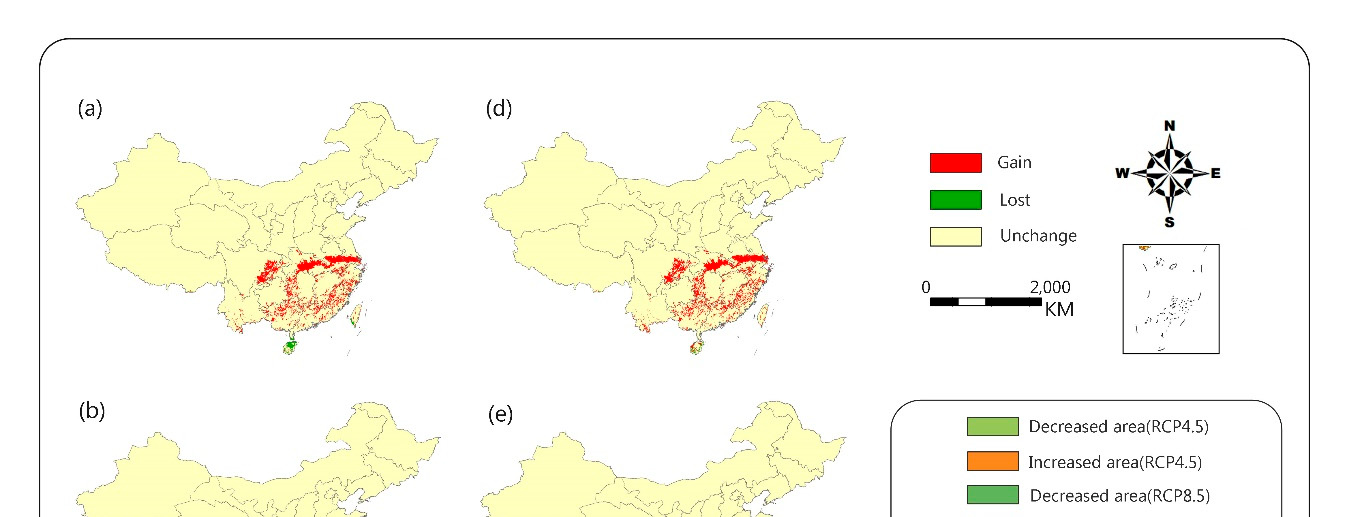 (a)
(d)
N
W
E
S
Gain
Lost
Unchange
0
2,000
KM
(b)
(e)
Decreased area(RCP4.5)
Increased area(RCP4.5)
Decreased area(RCP8.5)